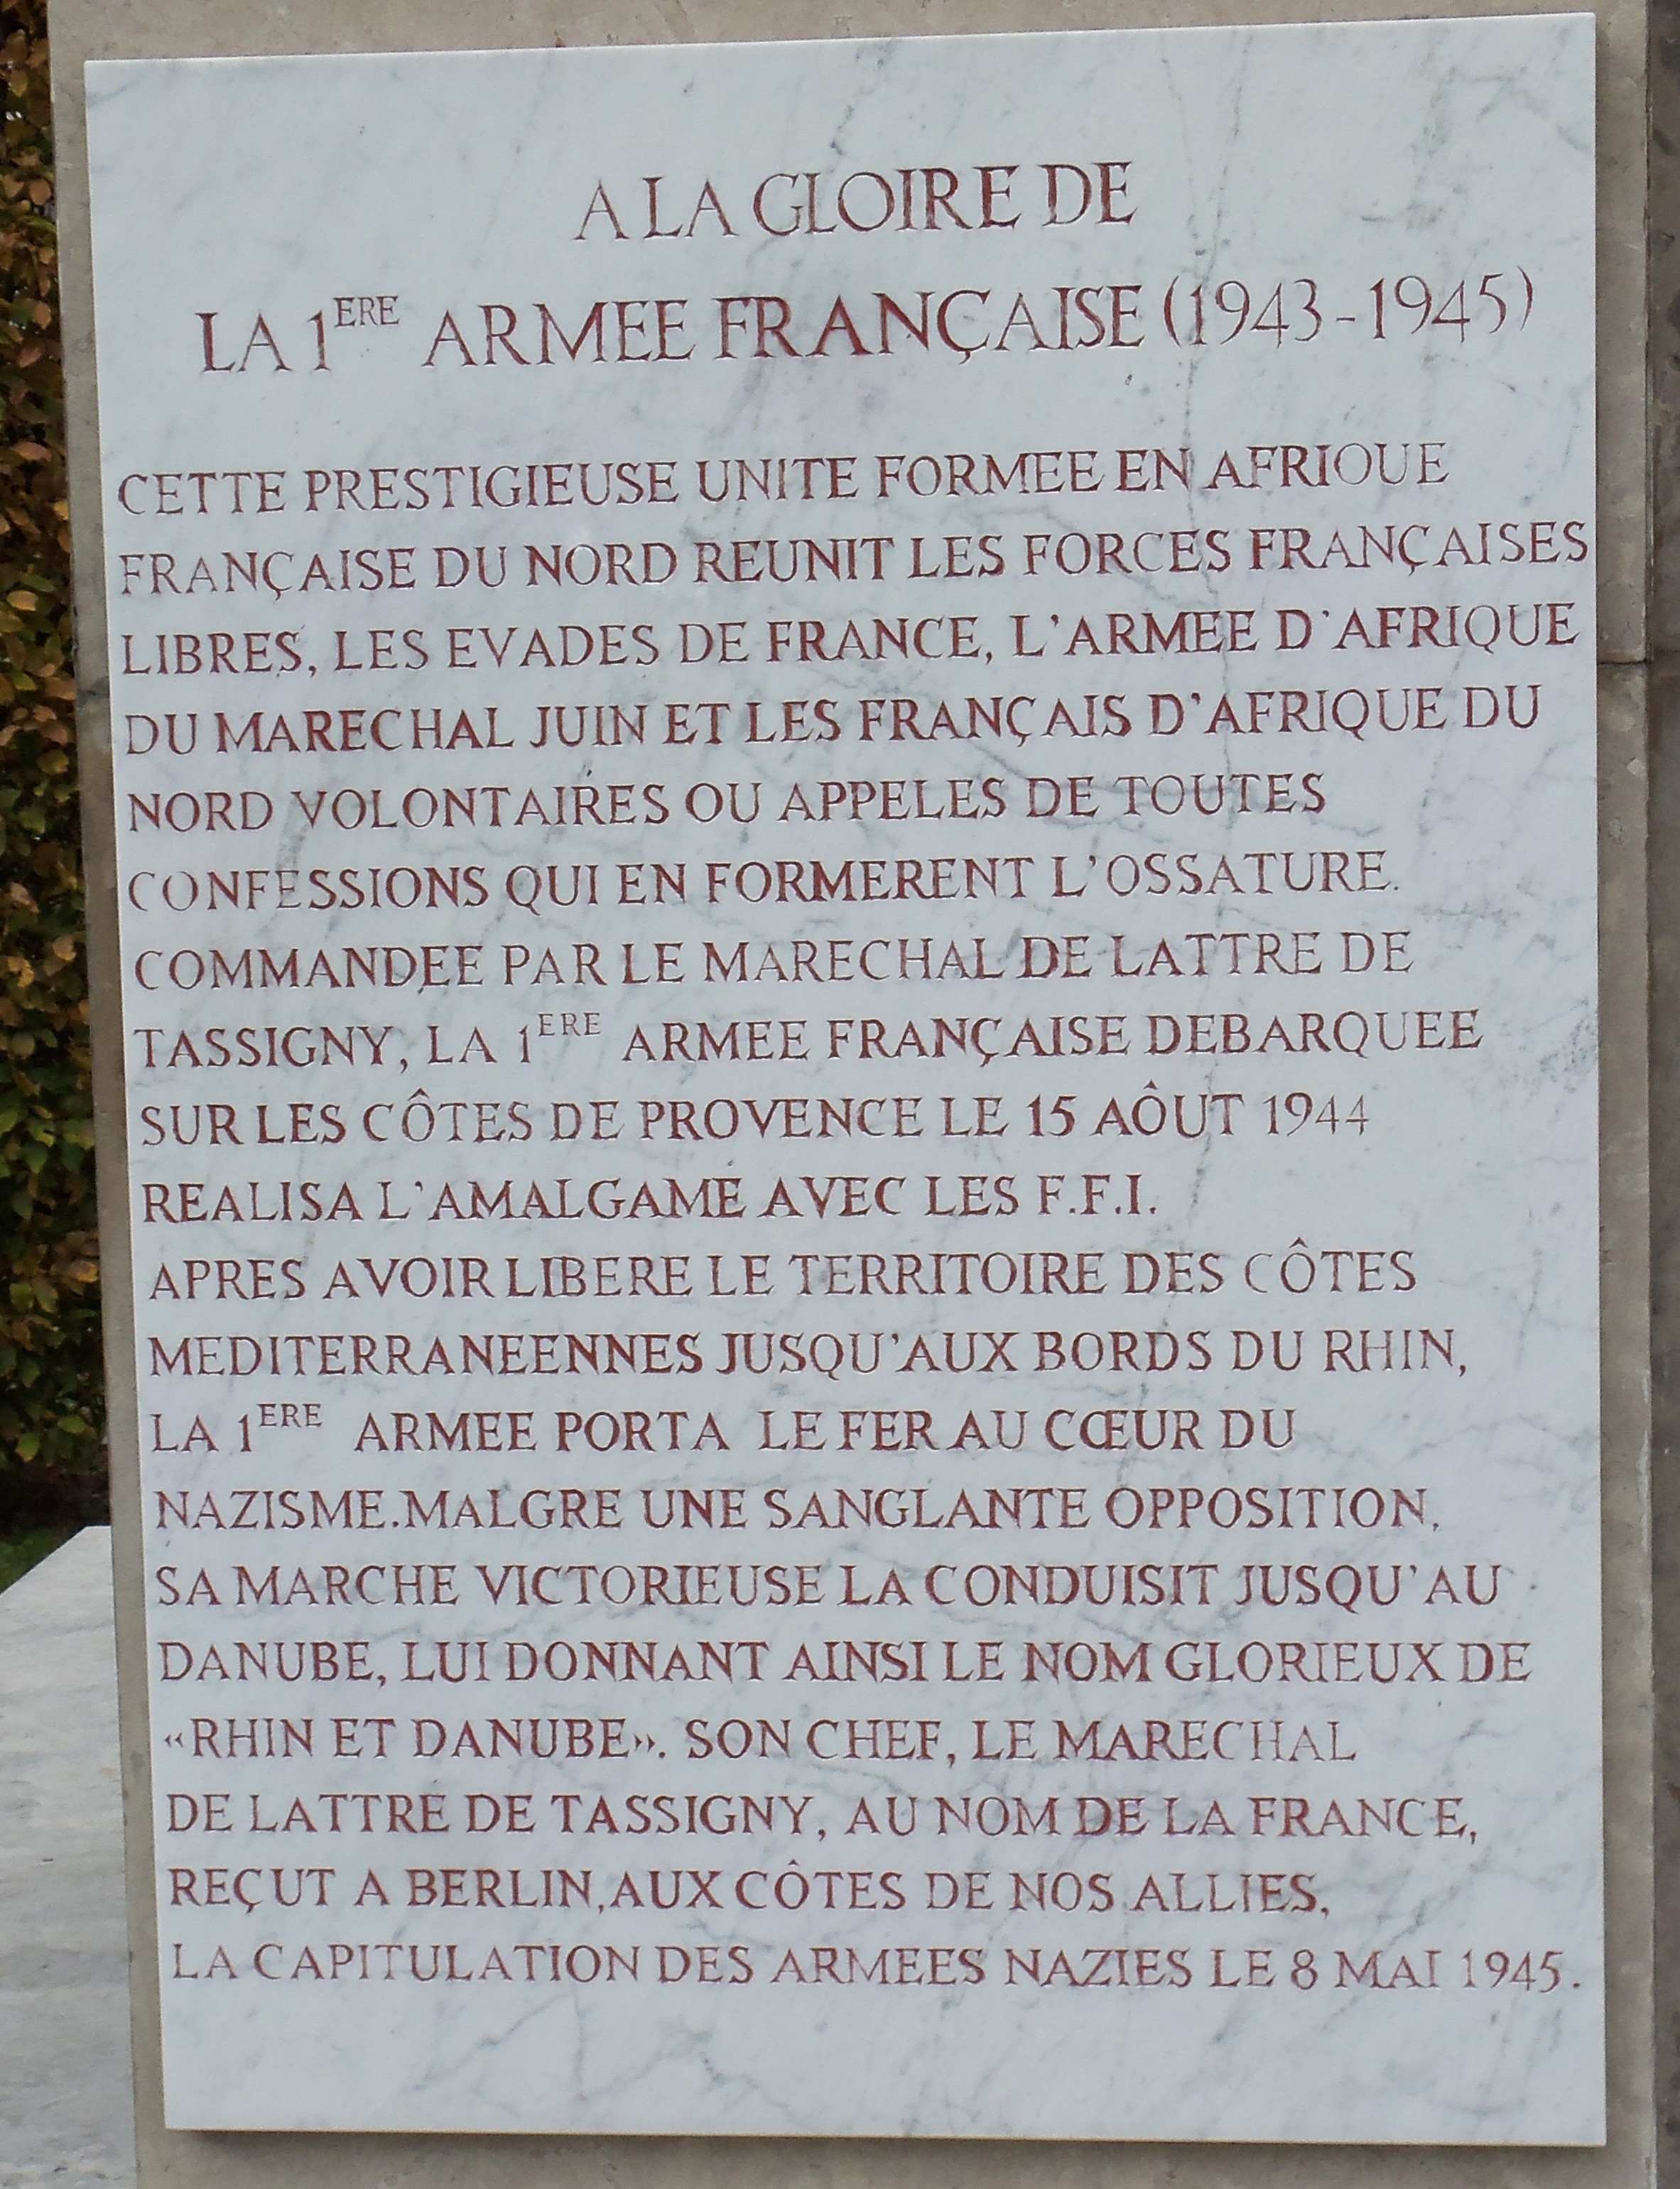 A LA GLOIRE DE
LA 1ERE ARMEE FRANÇAISE (1943-1945)
CETTE PRESTIGIEUSE UNITE FORMEE EN AFRIQUE
FRANÇAISE DU NORD REUNIT LES FORCES FRANÇAISES
LIBRES, LES EVADES DE FRANCE, L'ARMEE D'AFRIQUE
DU MARECHAL JUIN ET LES FRANÇAIS D'AFRIQUE DU
NORD VOLONTAIRES OU APPELES DE TOUTES
CONFESSIONS QUI EN FORMERENT L'OSSATURE.
COMMANDEE PAR LE MARECHAL DE LATTRE DE
TASSIGNY, LA 1ERE ARMEE FRANÇAISE DEBARQUEE
SUR LES CÔTES DE PROVENCE LE 15 AÔUT 1944
REALISA L'AMALGAME AVEC LES F.F.I.
APRES AVOIR LIBERE LE TERRITOIRE DES CÔTES
MEDITERRANEENNES JUSQU'AUX BORDS DU RHIN,
LA 1ERE ARMEE PORTA LE FER AU CŒUR DU
NAZISME.MALGRE UNE SANGLANTE OPPOSITION,
SA MARCHE VICTORIEUSE LA CONDUISIT JUSQU'AU
DANUBE, LUI DONNANT AINSI LE NOM GLORIEUX DE
«RHIN ET DANUBE». SON CHEF, LE MARECHAL
DE LATTRE DE TASSIGNY, AU NOM DE LA FRANCE,
REÇUT A BERLIN,AUX CÔTES DE NOS ALLIES,
LA CAPITULATION DES ARMEES NAZIES LE 8 MAI 1945.